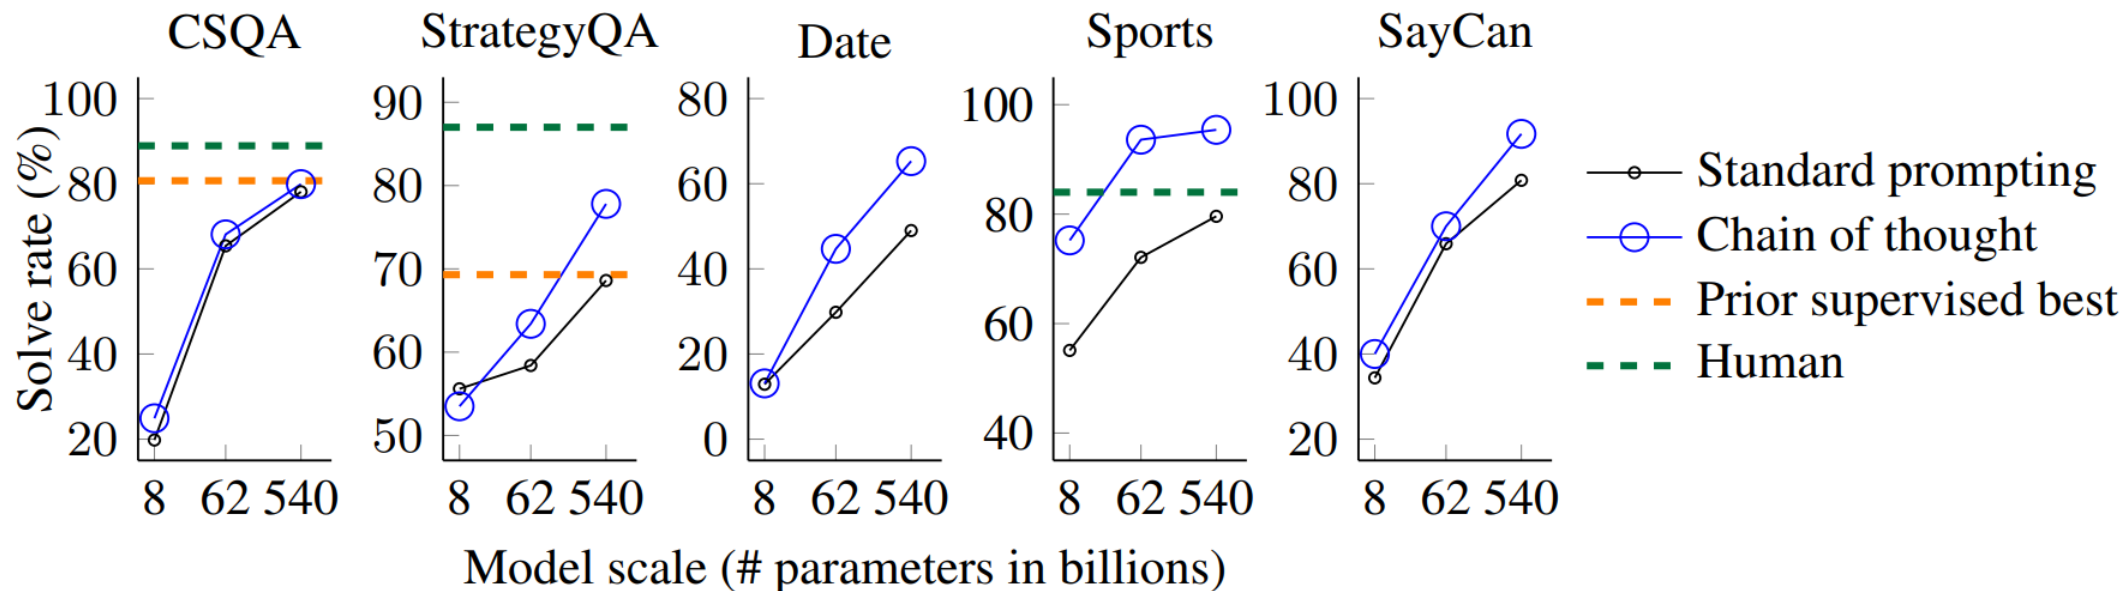 CSQA
StrategyQA
Date
Sports
SayCan
Solve rate (%)
100
80
60
40
20
8 62 540
90
80
70
60
50
8 62 540
80
60
40
20
0
8 62 540
100
80
60
40
8 62 540
100
80
60
40
20
8 62 540
Model scale (# parameters in billions)
Standard prompting
Chain of thought
Prior supervised best
Human